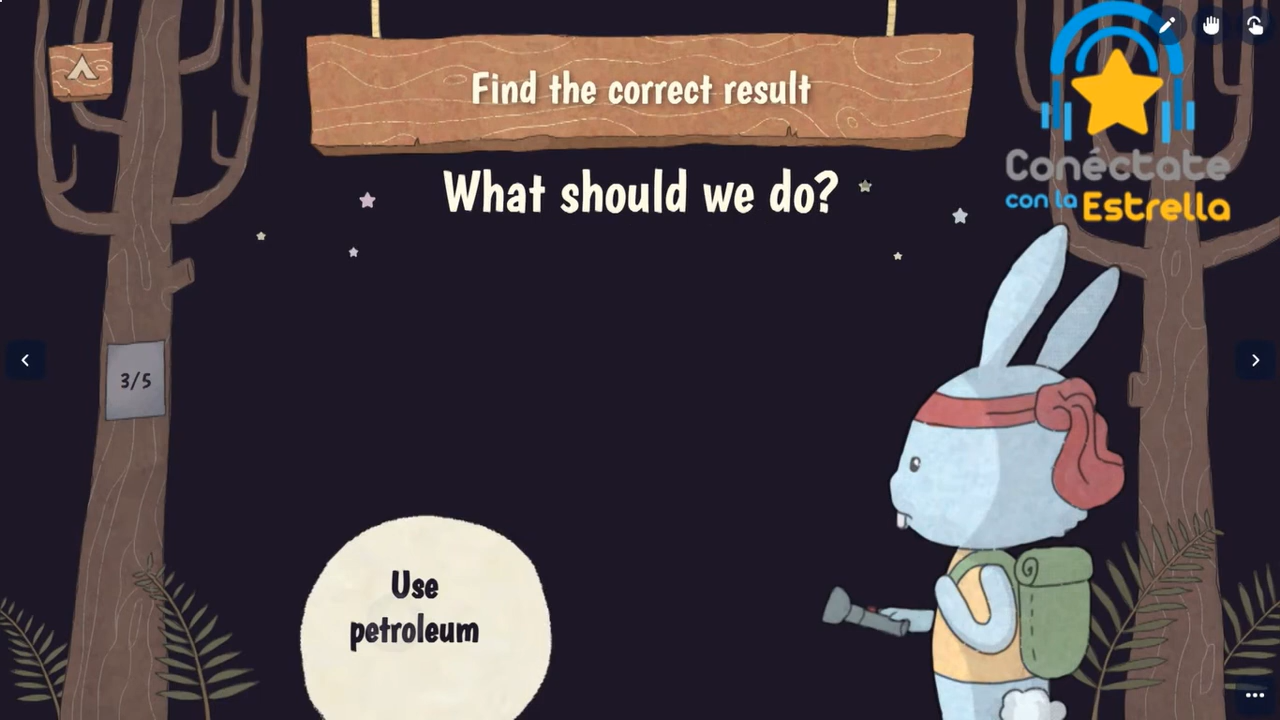 Find the correct result
What should we do?
Conéctate
con la Estrella
3/5
Use
petroleum